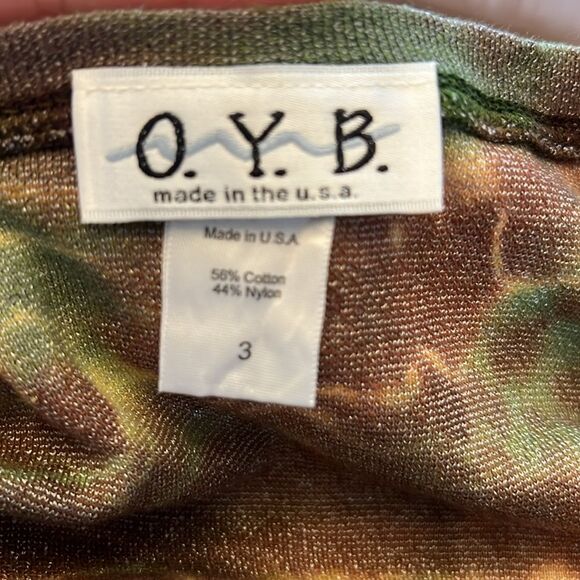 O. Y. B.
made in the u.s.a.
Made in U.S.A
56% Cotton
44% Nylon
3